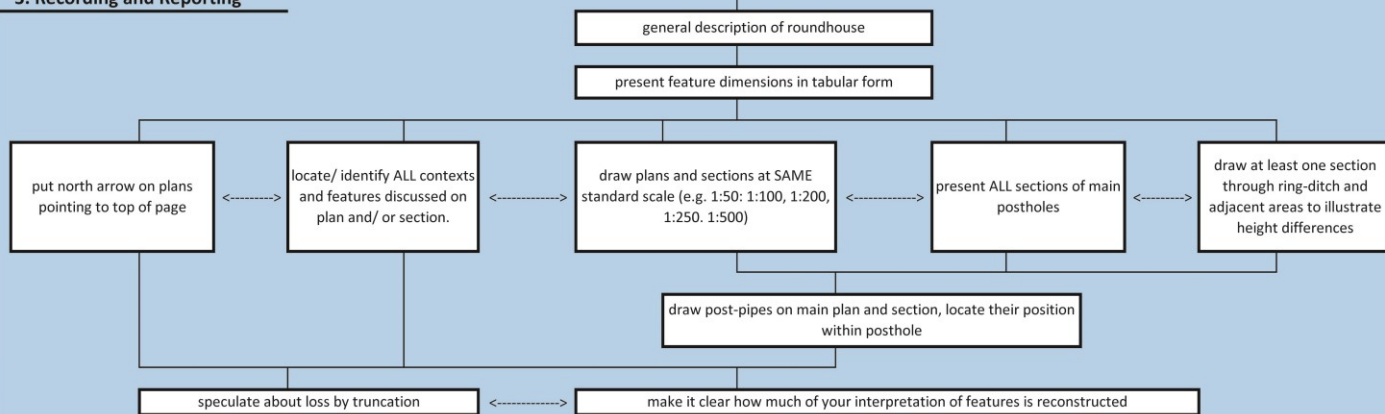 3. Recording and Reporting
general description of roundhouse
present feature dimensions in tabular form
put north arrow on plans
pointing to top of page
locate/ identify ALL contexts
and features discussed on
plan and/ or section.
draw plans and sections at SAME
standard scale (e.g. 1:50: 1:100, 1:200,
1:250. 1:500)
present ALL sections of main
postholes
draw at least one section
through ring-ditch and
adjacent areas to illustrate
height differences
draw post-pipes on main plan and section, locate their position
within posthole
speculate about loss by truncation
make it clear how much of your interpretation of features is reconstructed